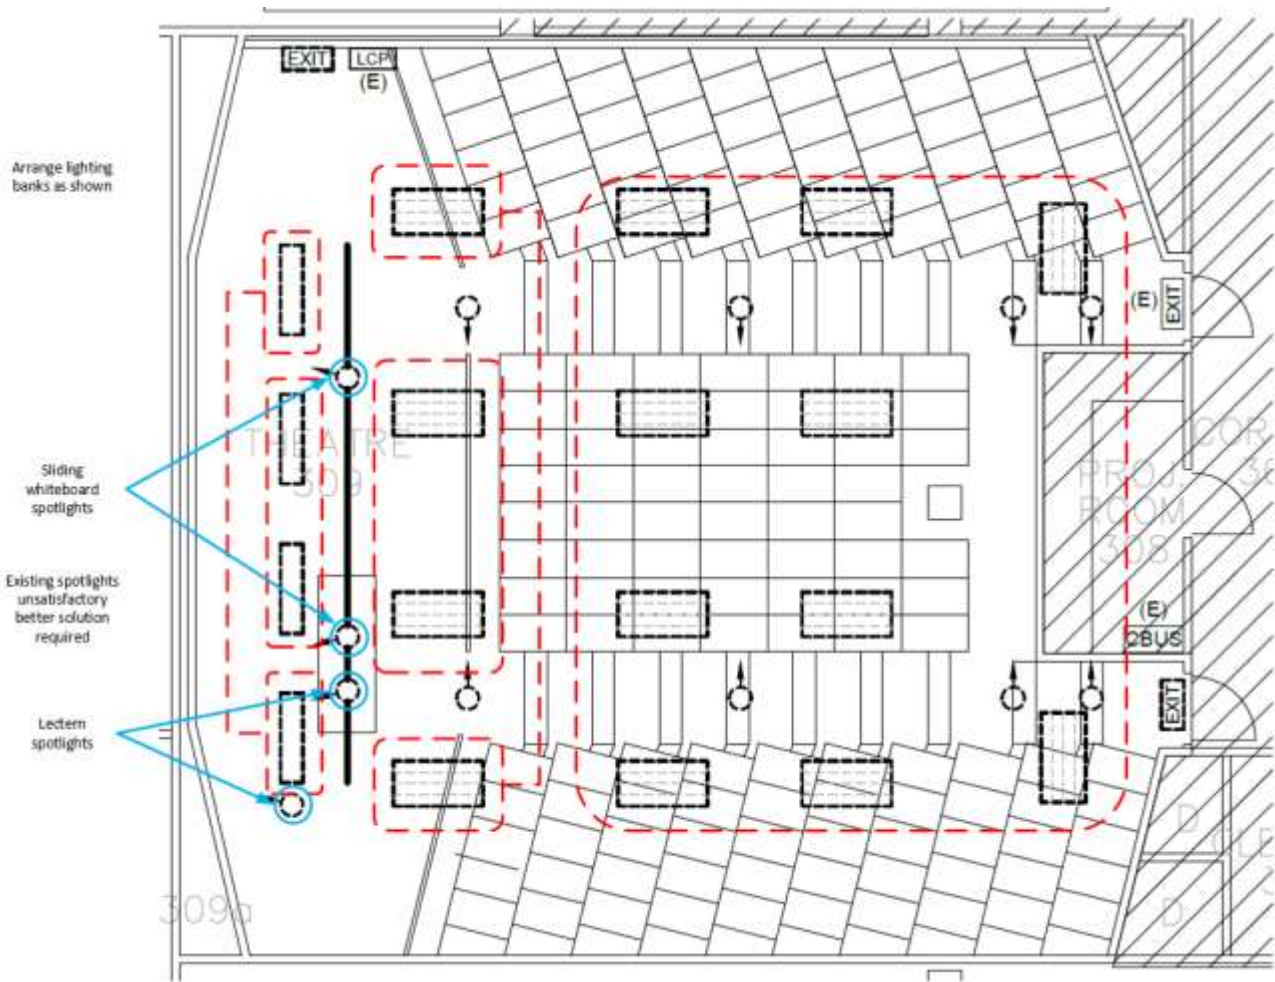 EXIT
LCP
(E)
Arrange lighting
banks as shown
(E)
EXIT
THEATRE
309
Sliding
whiteboard
spotlights
PROJ.
ROOM
308
Existing spotlights
unsatisfactory
better solution
required
(E)
CBUS
Lectern
spotlights
EXIT
309a
D
D